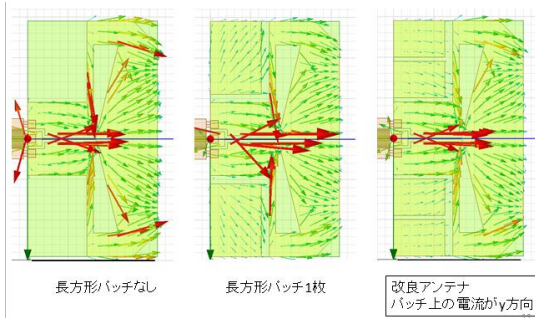 長方形パッチなし
長方形パッチ1枚
改良アンテナ
パッチ上の電流がy方向